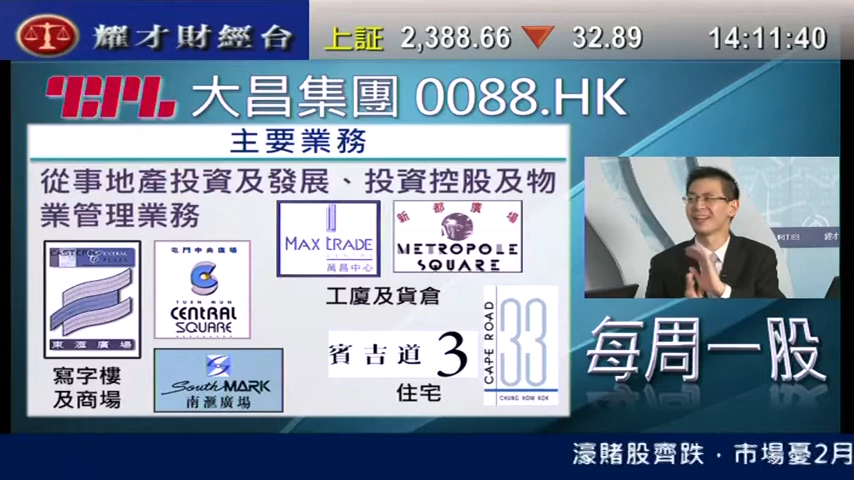 耀才財經台
上証 2,388.66 32.89 14:11:40
TCPL 大昌集團 0088.HK
主要業務
從事地產投資及發展、投資控股及物
業管理業務
EASTERN CENTRAL PLAZA
東滙廣場
屯門中央廣場
TUEN MUN
CENTRAL
SQUARE
MAX TRADE
CENTRE
萬昌中心
新都廣場
METROPOLE
SQUARE
工廈及貨倉
寫字樓
及商場
SouthMARK
南滙廣場
賓吉道 3
住宅
CAPE ROAD
33
CHUNG HOM KOK
每周一股
濠賭股齊跌．市場憂2月